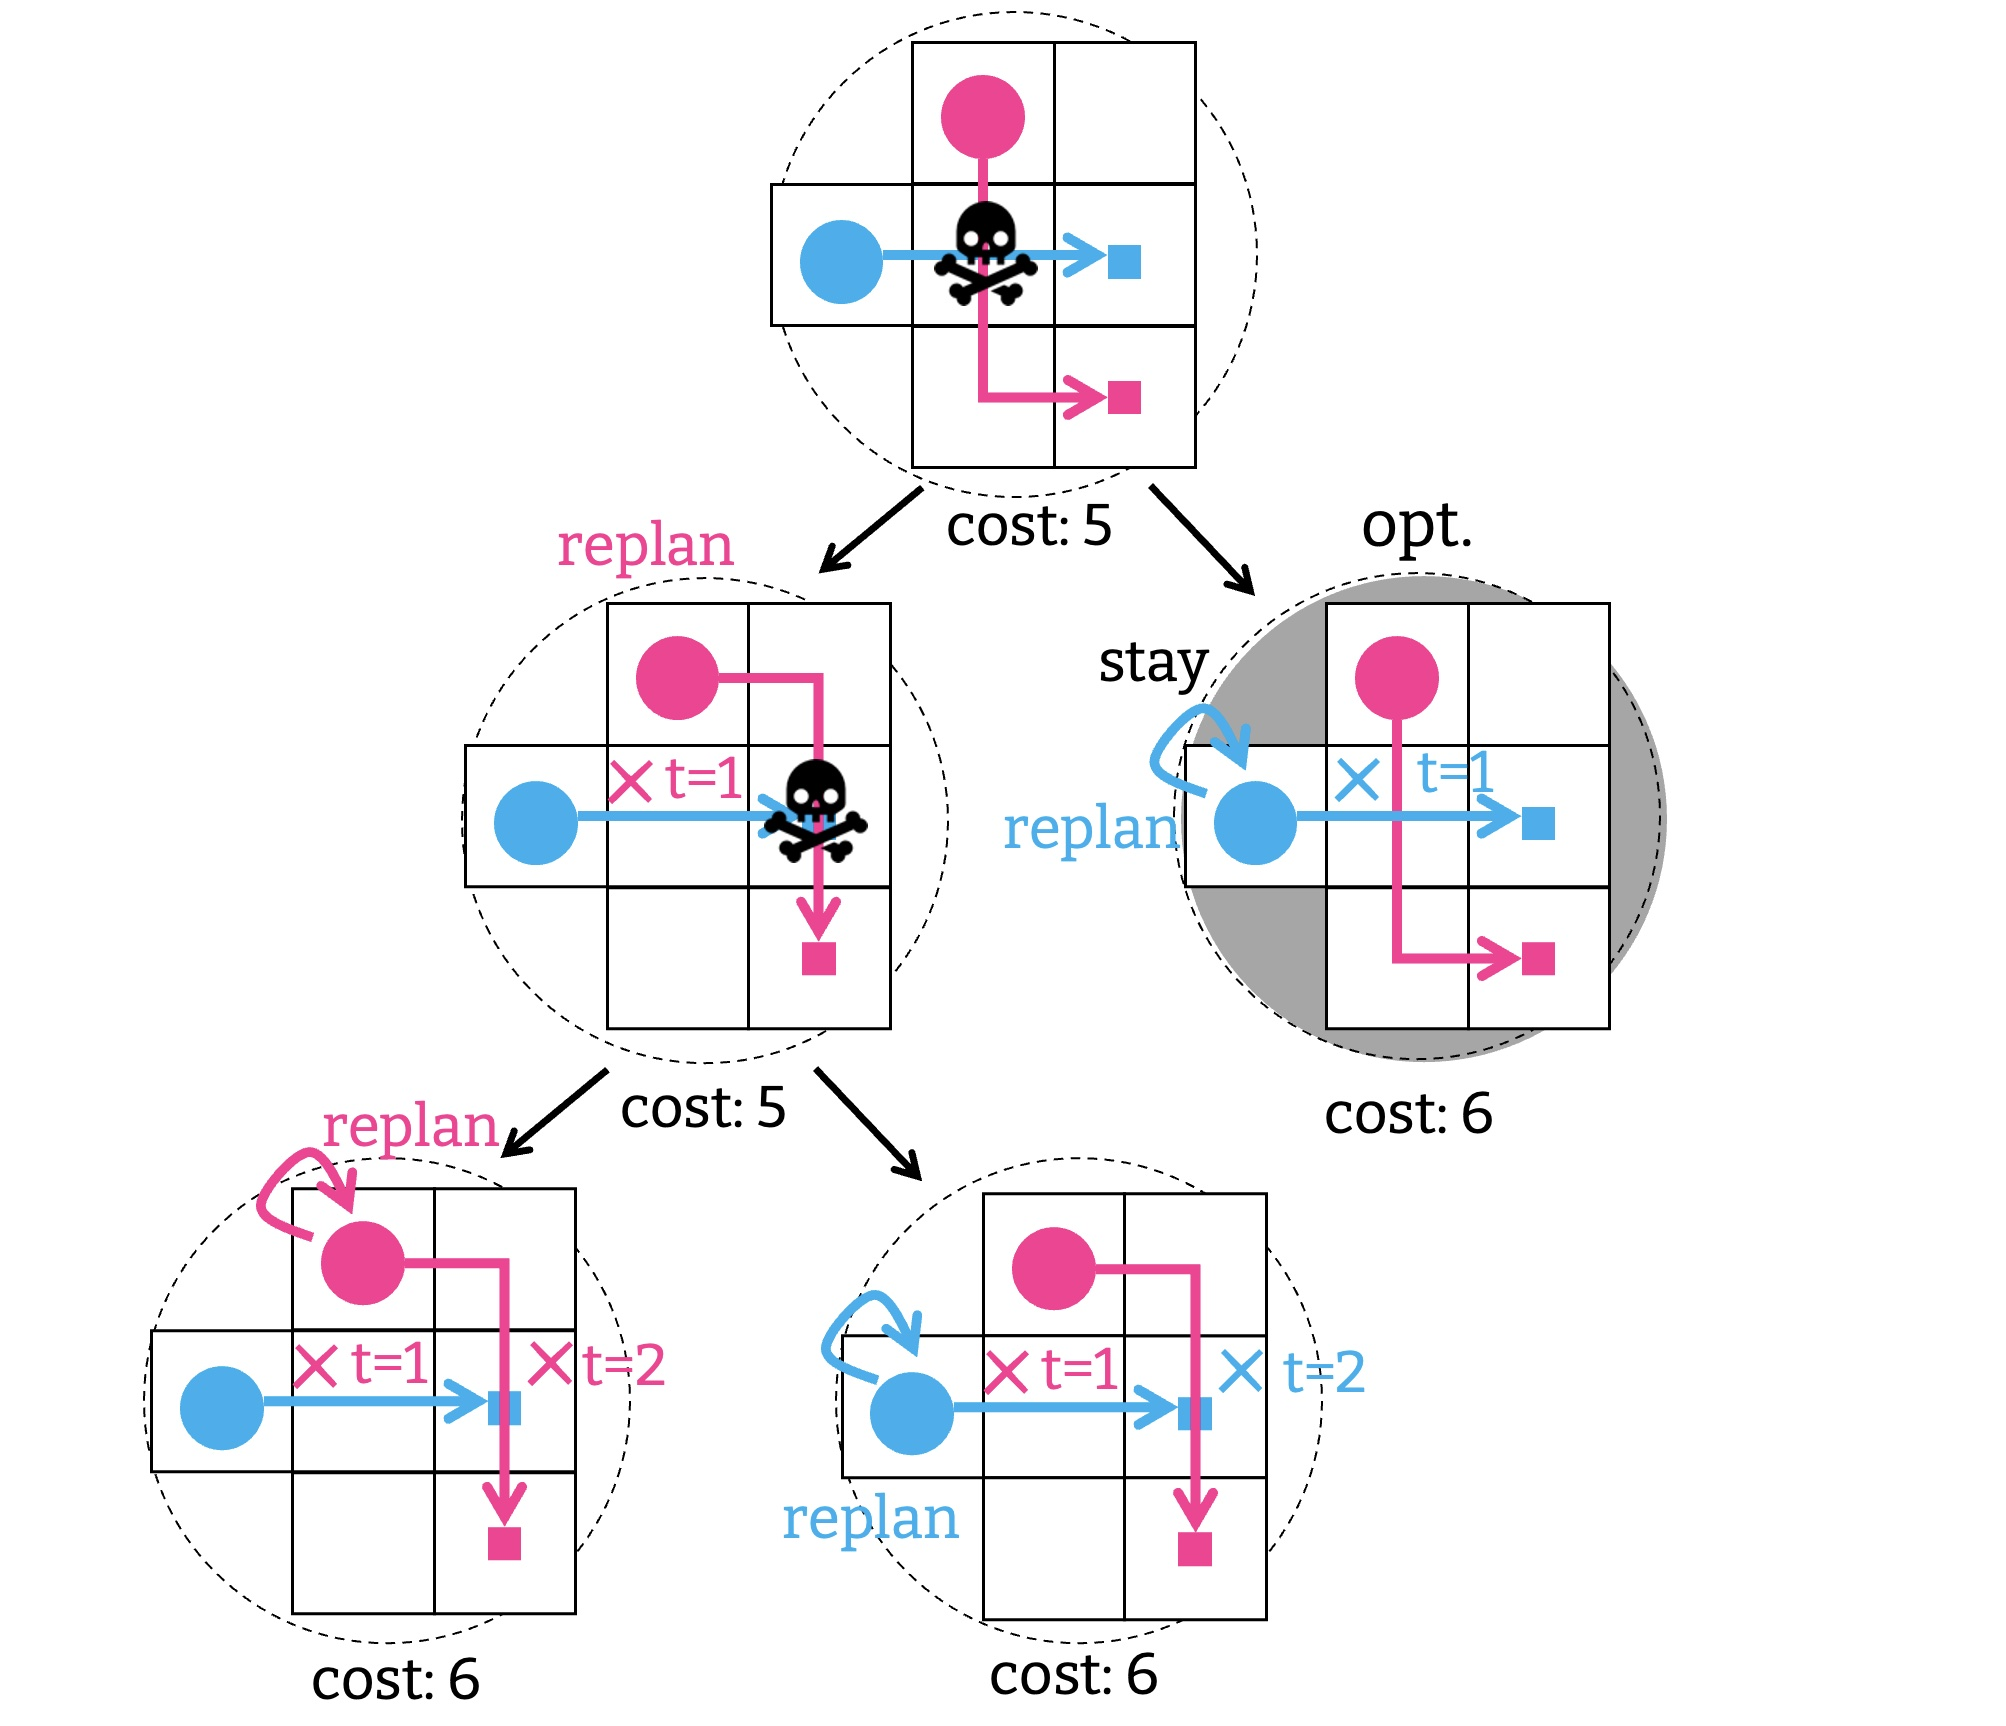 cost: 5
replan
opt.
stay
t=1
t=1
replan
cost: 5
cost: 6
replan
t=1
t=2
t=1
t=2
replan
cost: 6
cost: 6